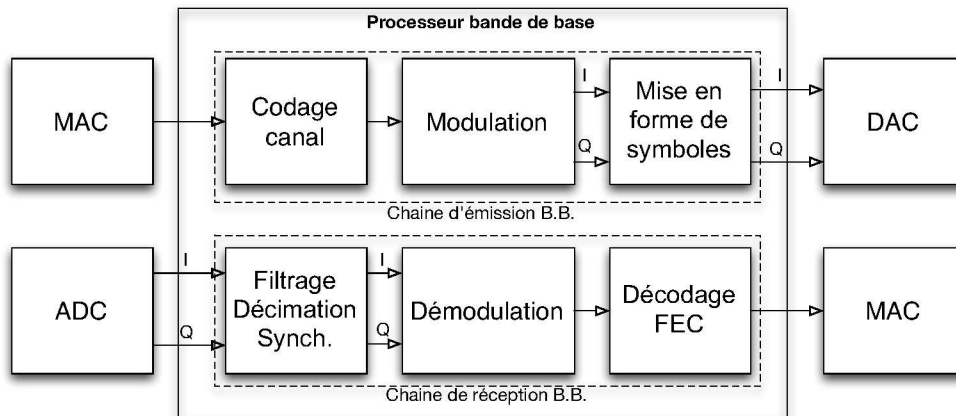 Processeur bande de base
MAC
Codage
canal
Modulation
I
Q
Mise en
forme de
symboles
I
Q
DAC
Chaine d'émission B.B.
ADC
I
Q
Filtrage
Décimation
Synch.
I
Q
Démodulation
Décodage
FEC
MAC
Chaine de réception B.B.